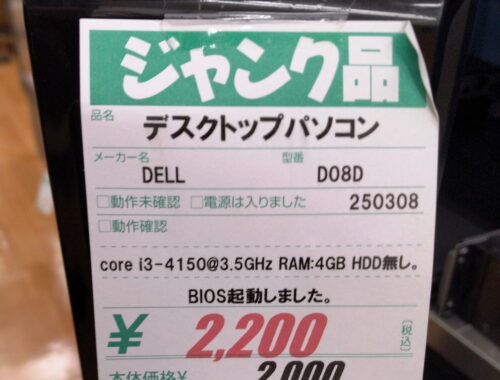 ジャンク品
品名 デスクトップパソコン
メーカー名 型番
DELL D08D
□動作未確認 □電源は入りました 250308
□動作確認
core i3-4150@3.5GHz RAM:4GB HDD無し。
BIOS起動しました。
¥ 2,200 [税込]
本体価格¥ 2,000